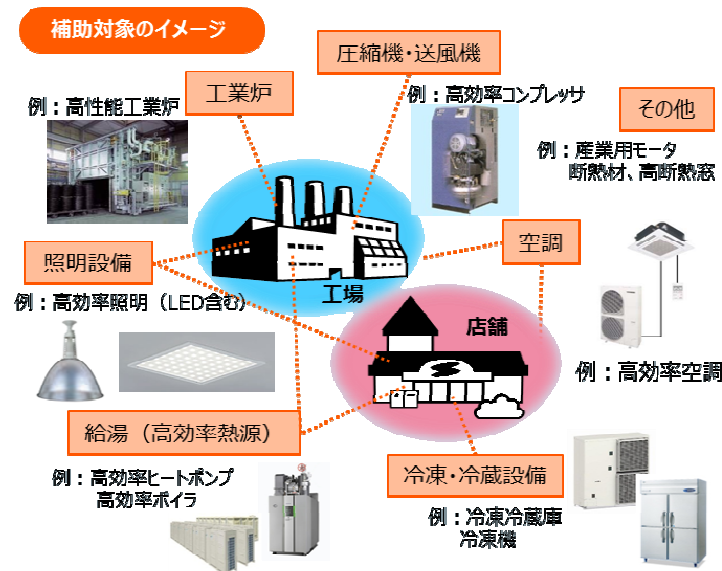 補助対象のイメージ
圧縮機・送風機
例：高効率コンプレッサ
工業炉
例：高性能工業炉
その他
例：産業用モータ
断熱材、高断熱窓
照明設備
例：高効率照明（LED含む）
空調
例：高効率空調
工場
店舗
給湯（高効率熱源）
例：高効率ヒートポンプ
高効率ボイラ
冷凍・冷蔵設備
例：冷凍冷蔵庫
冷凍機